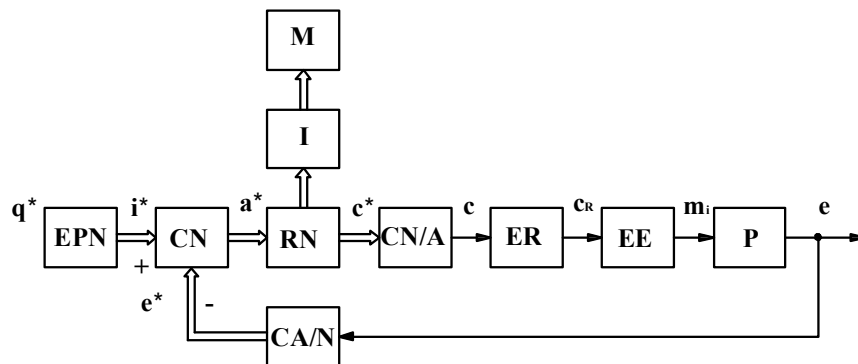 M
I
q* i* a* c* c cR mi e
EPN CN RN CN/A ER EE P
+
e* -
CA/N